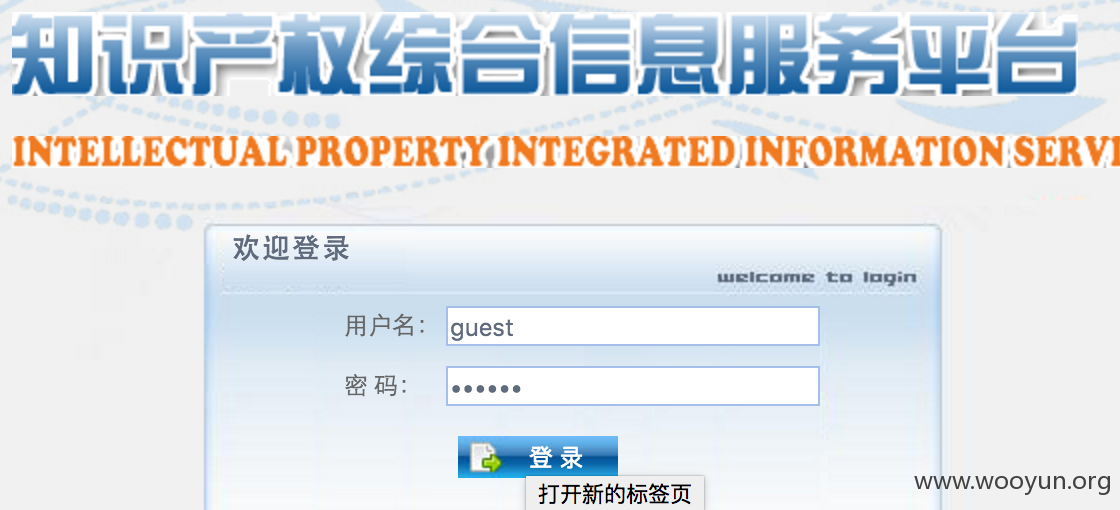 知识产权综合信息服务平台
INTELLECTUAL PROPERTY INTEGRATED INFORMATION SERVI
欢迎登录
welcome to login
用户名：guest
密 码：••••••
登 录
打开新的标签页
www.wooyun.org